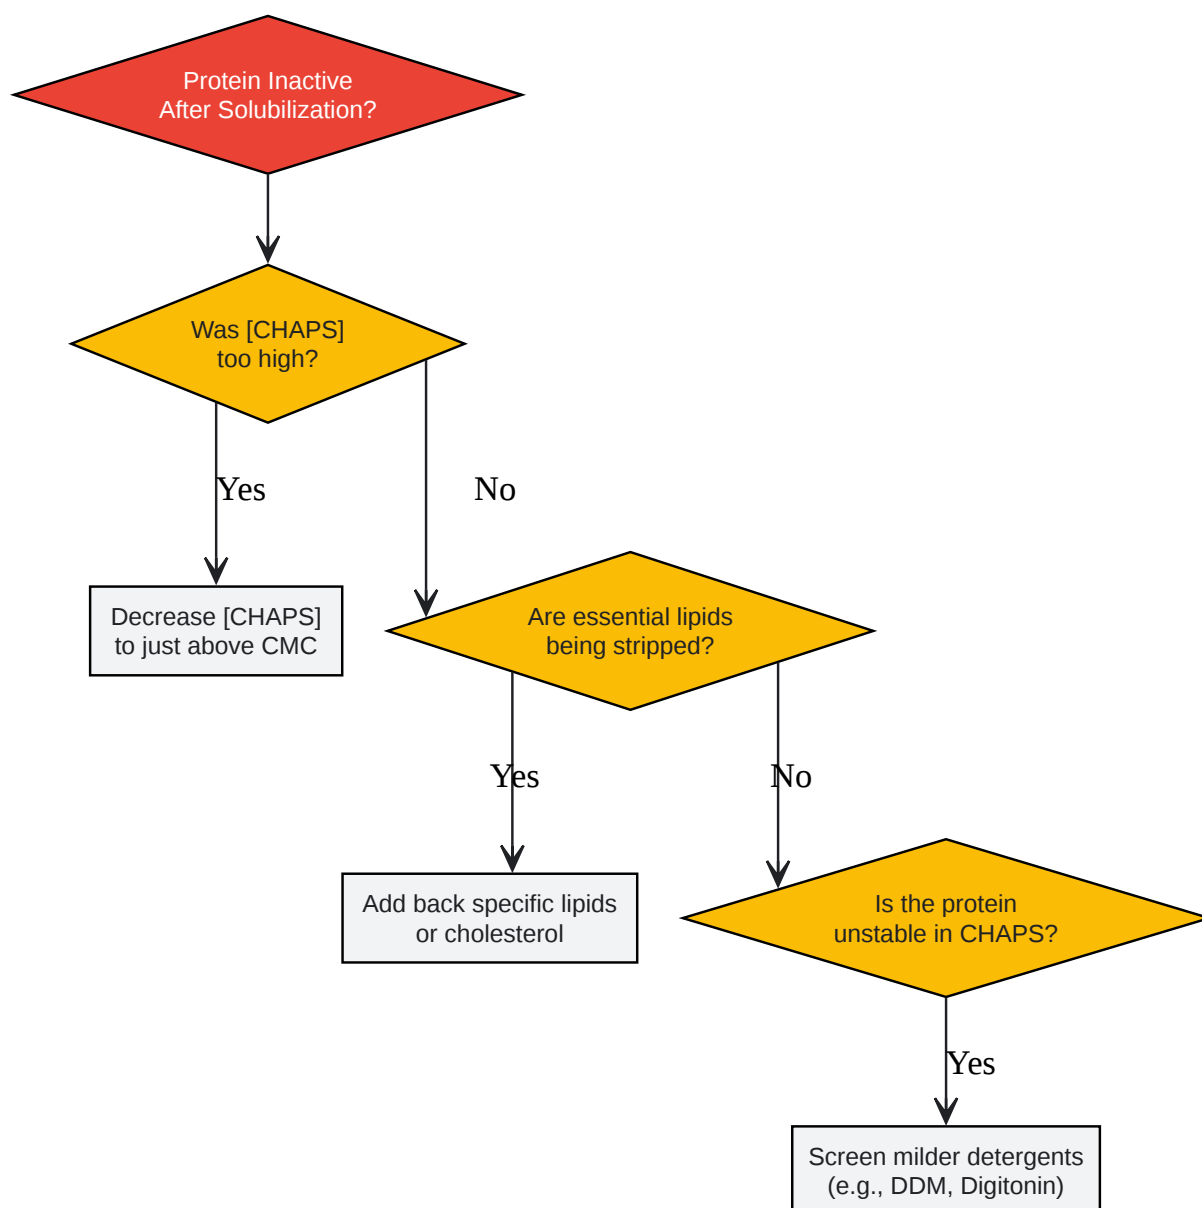 Protein Inactive
After Solubilization?
Was [CHAPS]
too high?
Yes
No
Decrease [CHAPS]
to just above CMC
Are essential lipids
being stripped?
Yes
No
Add back specific lipids
or cholesterol
Is the protein
unstable in CHAPS?
Yes
Screen milder detergents
(e.g., DDM, Digitonin)